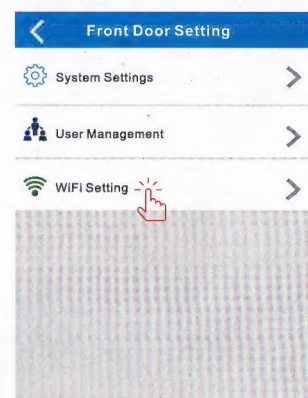 Front Door Setting
System Settings
User Management
WiFi Setting